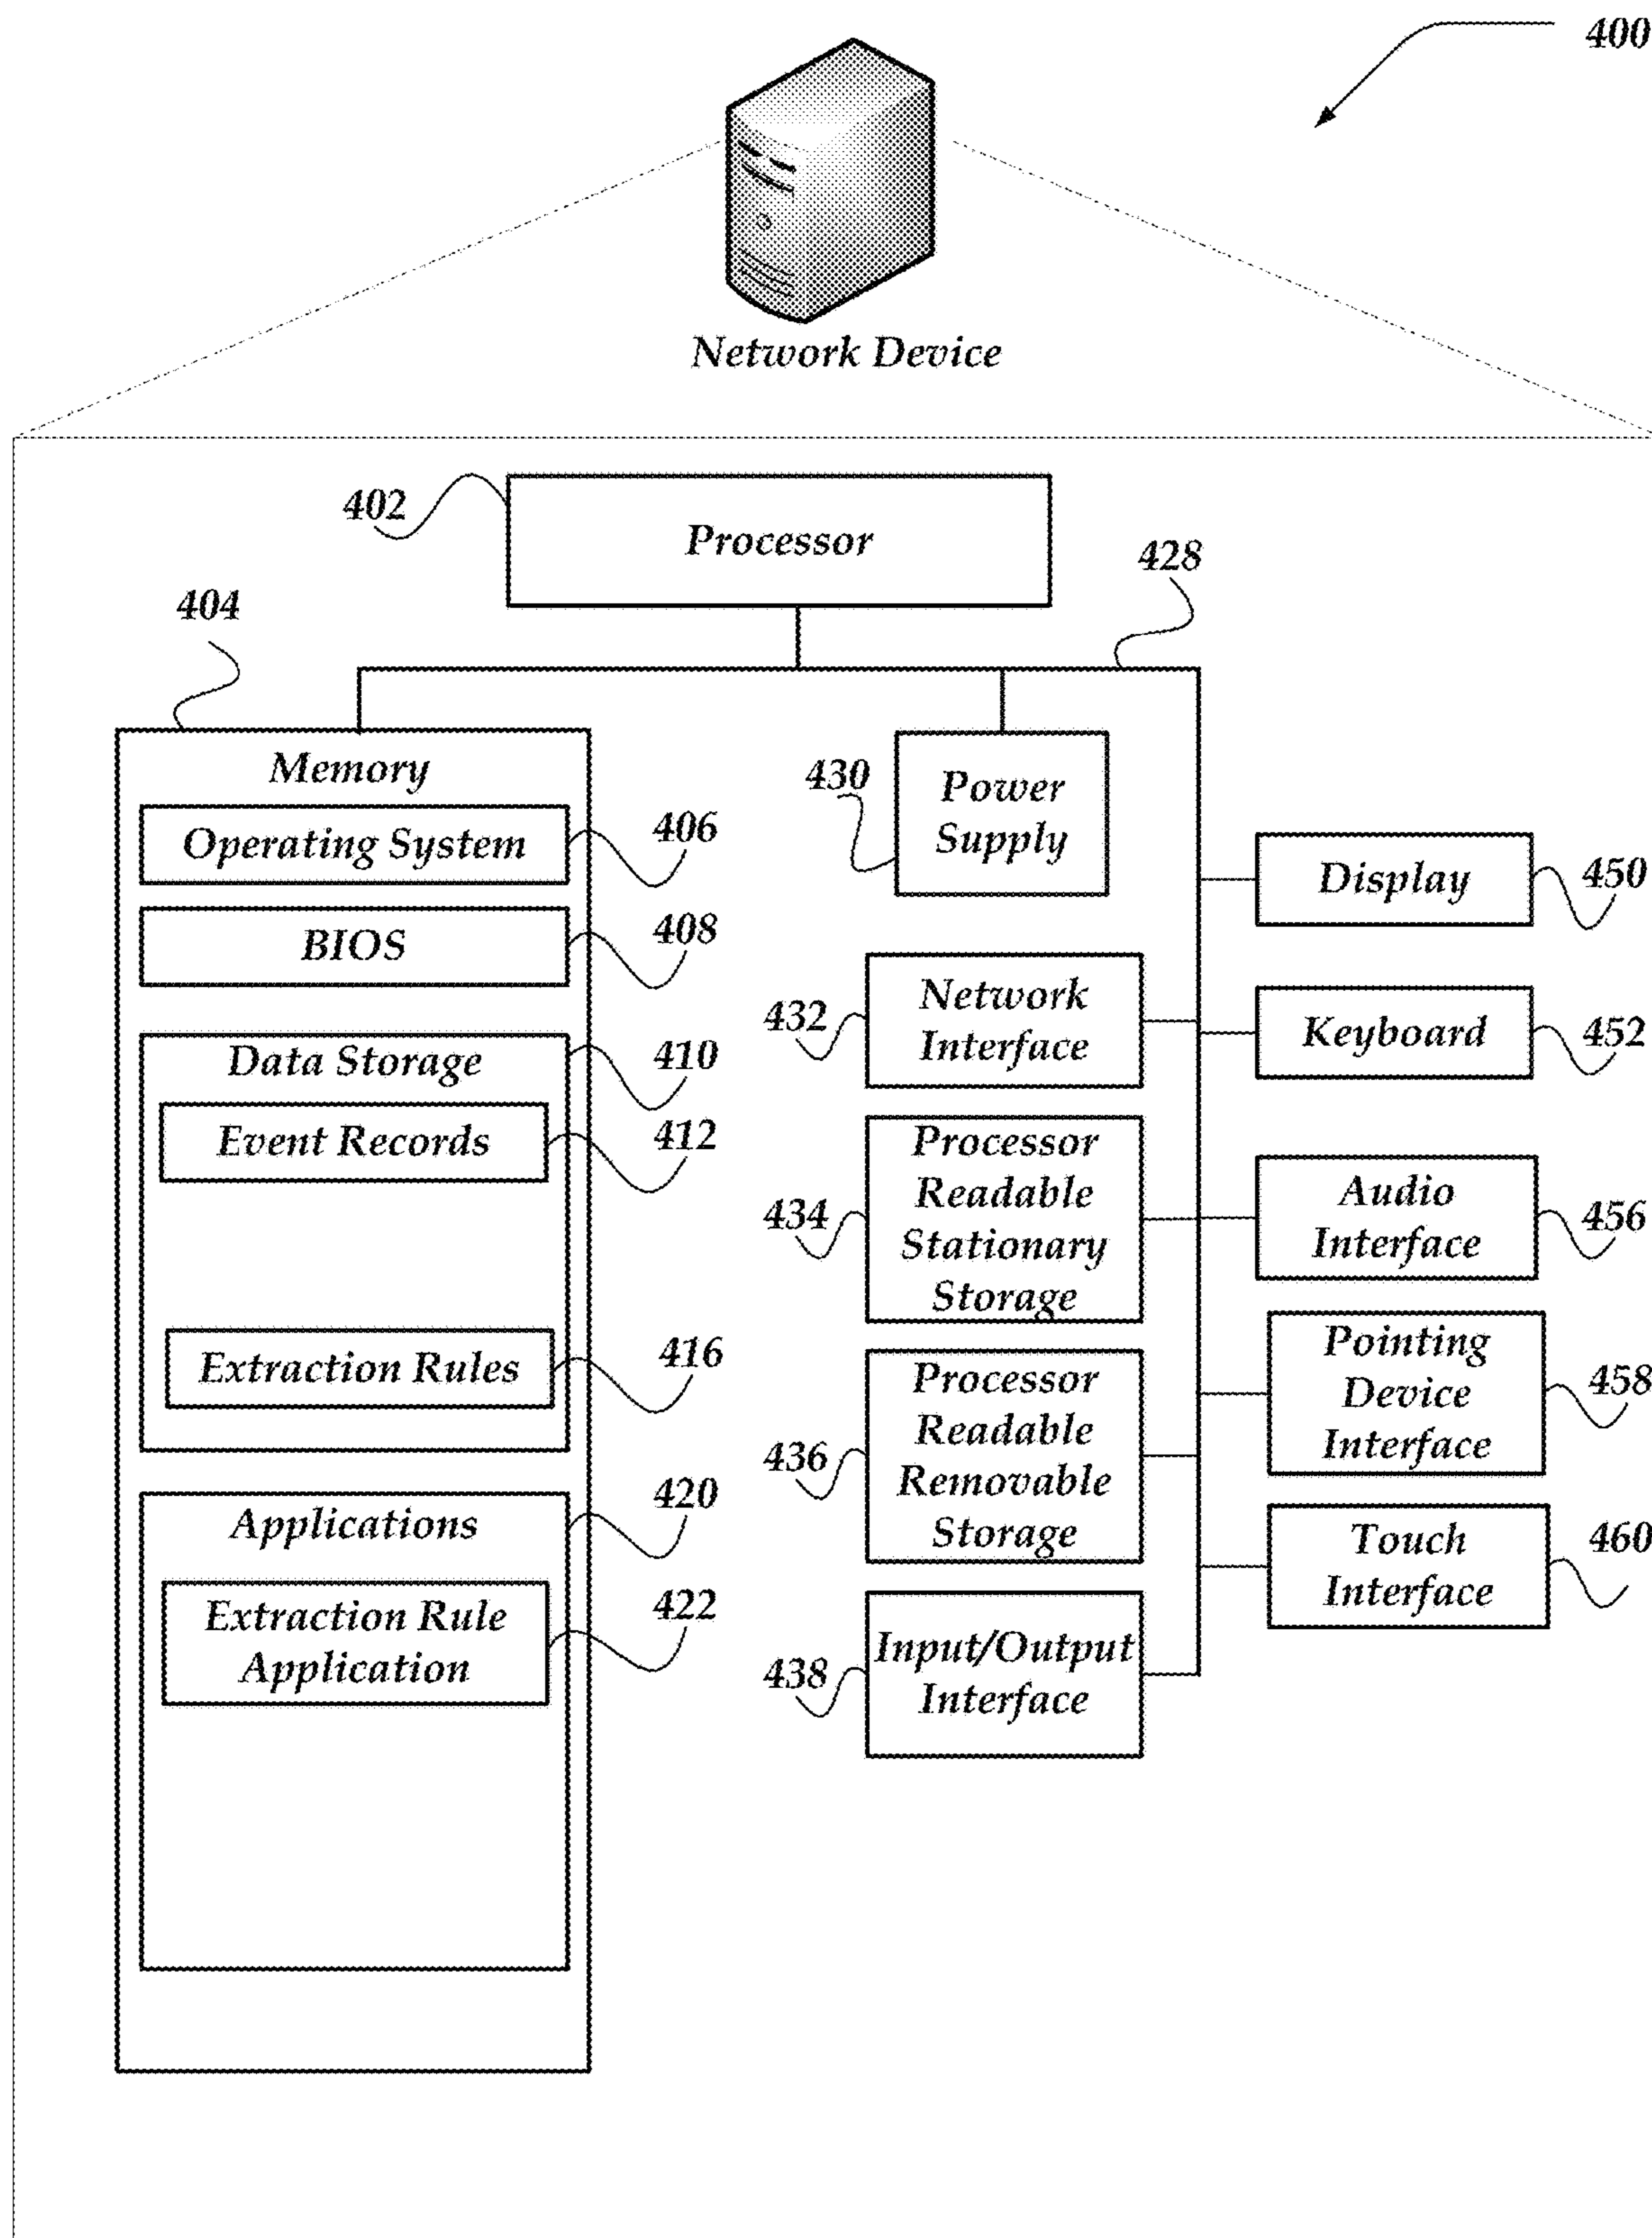 400
Network Device
402
Processor
428
404
Memory
Operating System
406
BIOS
408
Data Storage
410
Event Records
412
Extraction Rules
416
Applications
420
Extraction Rule
Application
422
430
Power
Supply
432
Network
Interface
434
Processor
Readable
Stationary
Storage
436
Processor
Readable
Removable
Storage
438
Input/Output
Interface
Display
450
Keyboard
452
Audio
Interface
456
Pointing
Device
Interface
458
Touch
Interface
460